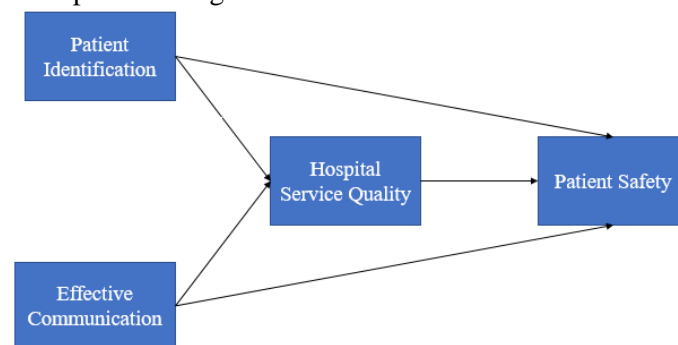 Patient
Identification
Hospital
Service Quality
Patient Safety
Effective
Communication